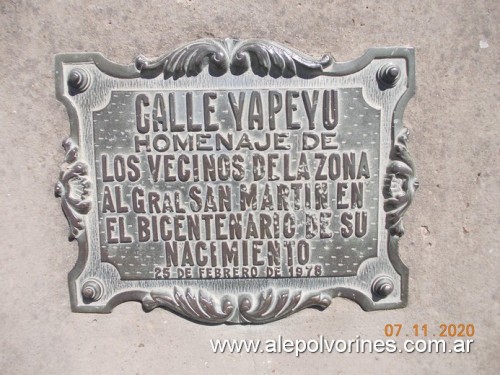 CALLE YAPEYU
HOMENAJE DE
LOS VECINOS DE LA ZONA
AL GRAL SAN MARTIN EN
EL BICENTENARIO DE SU
NACIMIENTO
25 DE FEBRERO DE 1978
07.11.2020
www.alepolvorines.com.ar